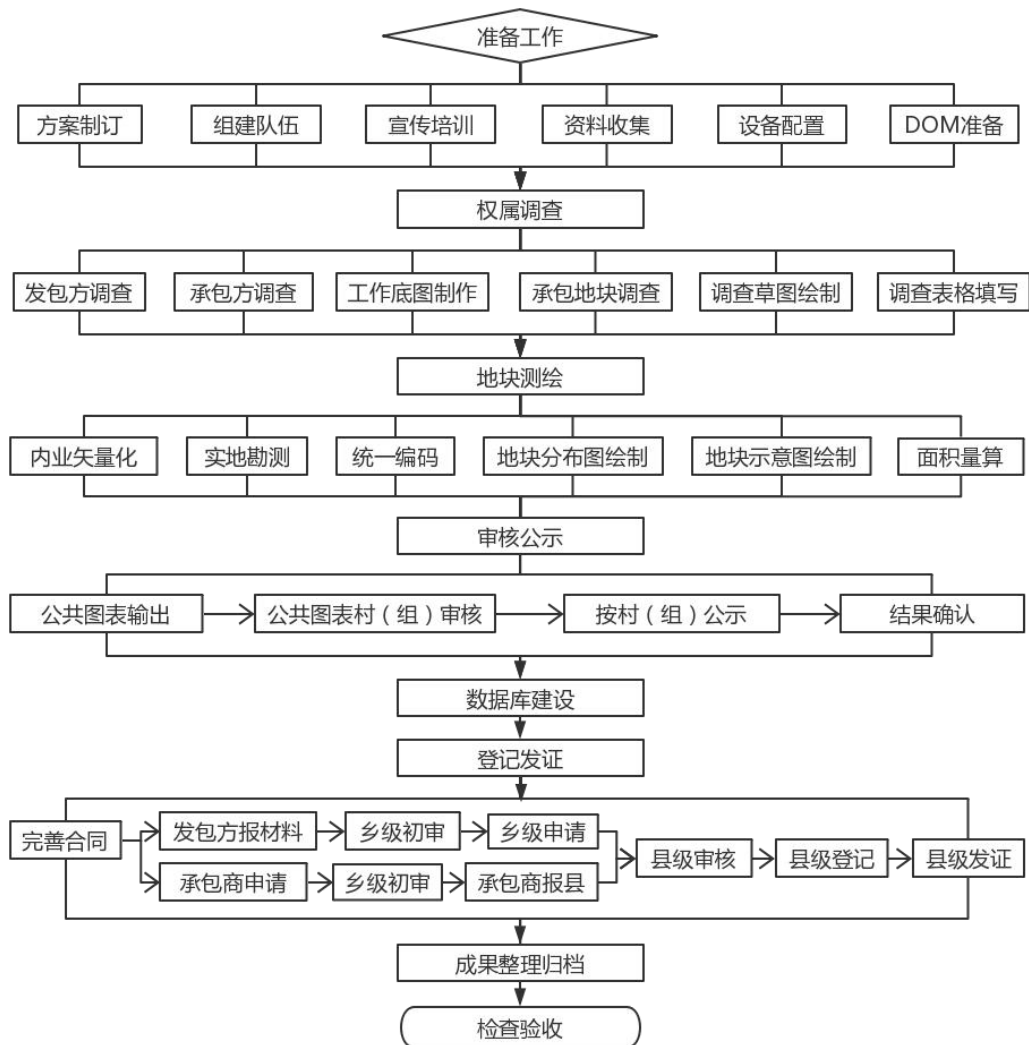 准备工作
方案制订
组建队伍
宣传培训
资料收集
设备配置
DOM准备
权属调查
发包方调查
承包方调查
工作底图制作
承包地块调查
调查草图绘制
调查表格填写
地块测绘
内业矢量化
实地勘测
统一编码
地块分布图绘制
地块示意图绘制
面积量算
审核公示
公共图表输出
公共图表村（组）审核
按村（组）公示
结果确认
数据库建设
登记发证
完善合同
发包方报材料
乡级初审
乡级申请
承包商申请
乡级初审
承包商报县
县级审核
县级登记
县级发证
成果整理归档
检查验收